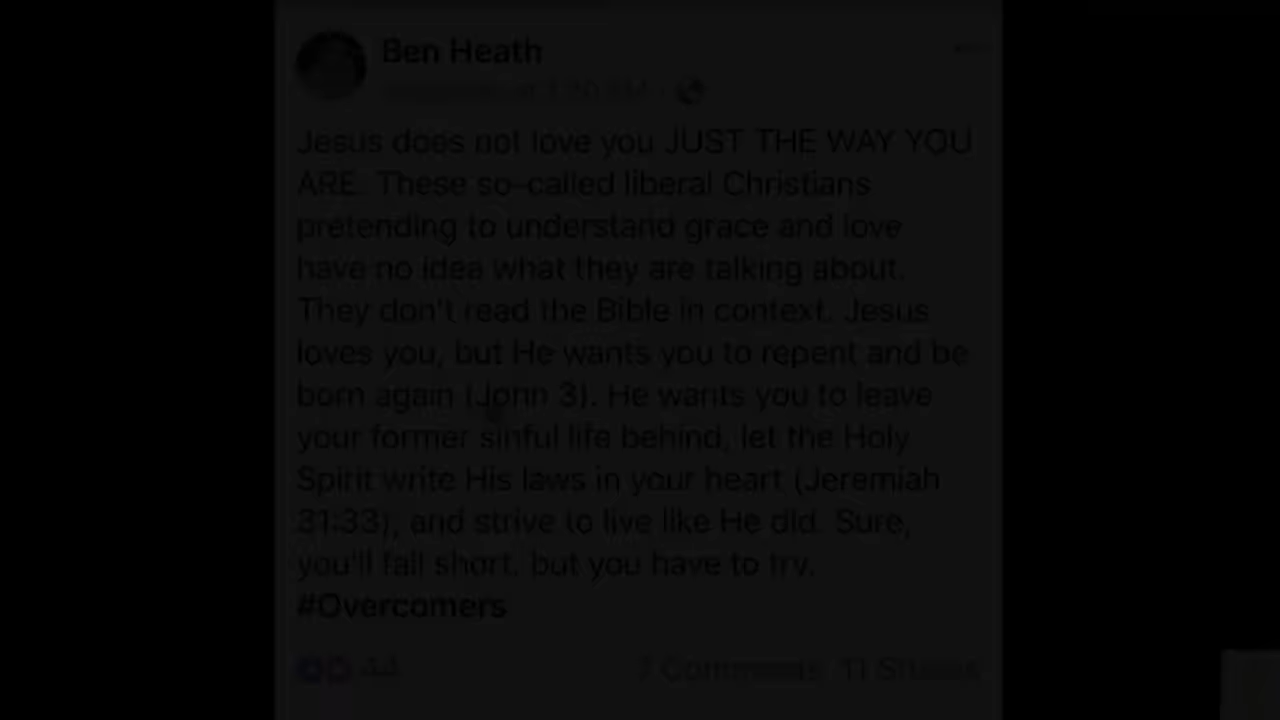 Ben Heath
Jesus does not love you JUST THE WAY YOU
ARE. These so-called liberal Christians
pretending to understand grace and love
have no idea what they are talking about.
They don't read the Bible in context. Jesus
loves you, but He wants you to repent and be
born again (John 3). He wants you to leave
your former sinful life behind, let the Holy
Spirit write His laws in your heart (Jeremiah
31:33), and strive to live like He did. Sure,
you'll fall short, but you have to try.
#Overcomers
44
7 Comments 11 Shares